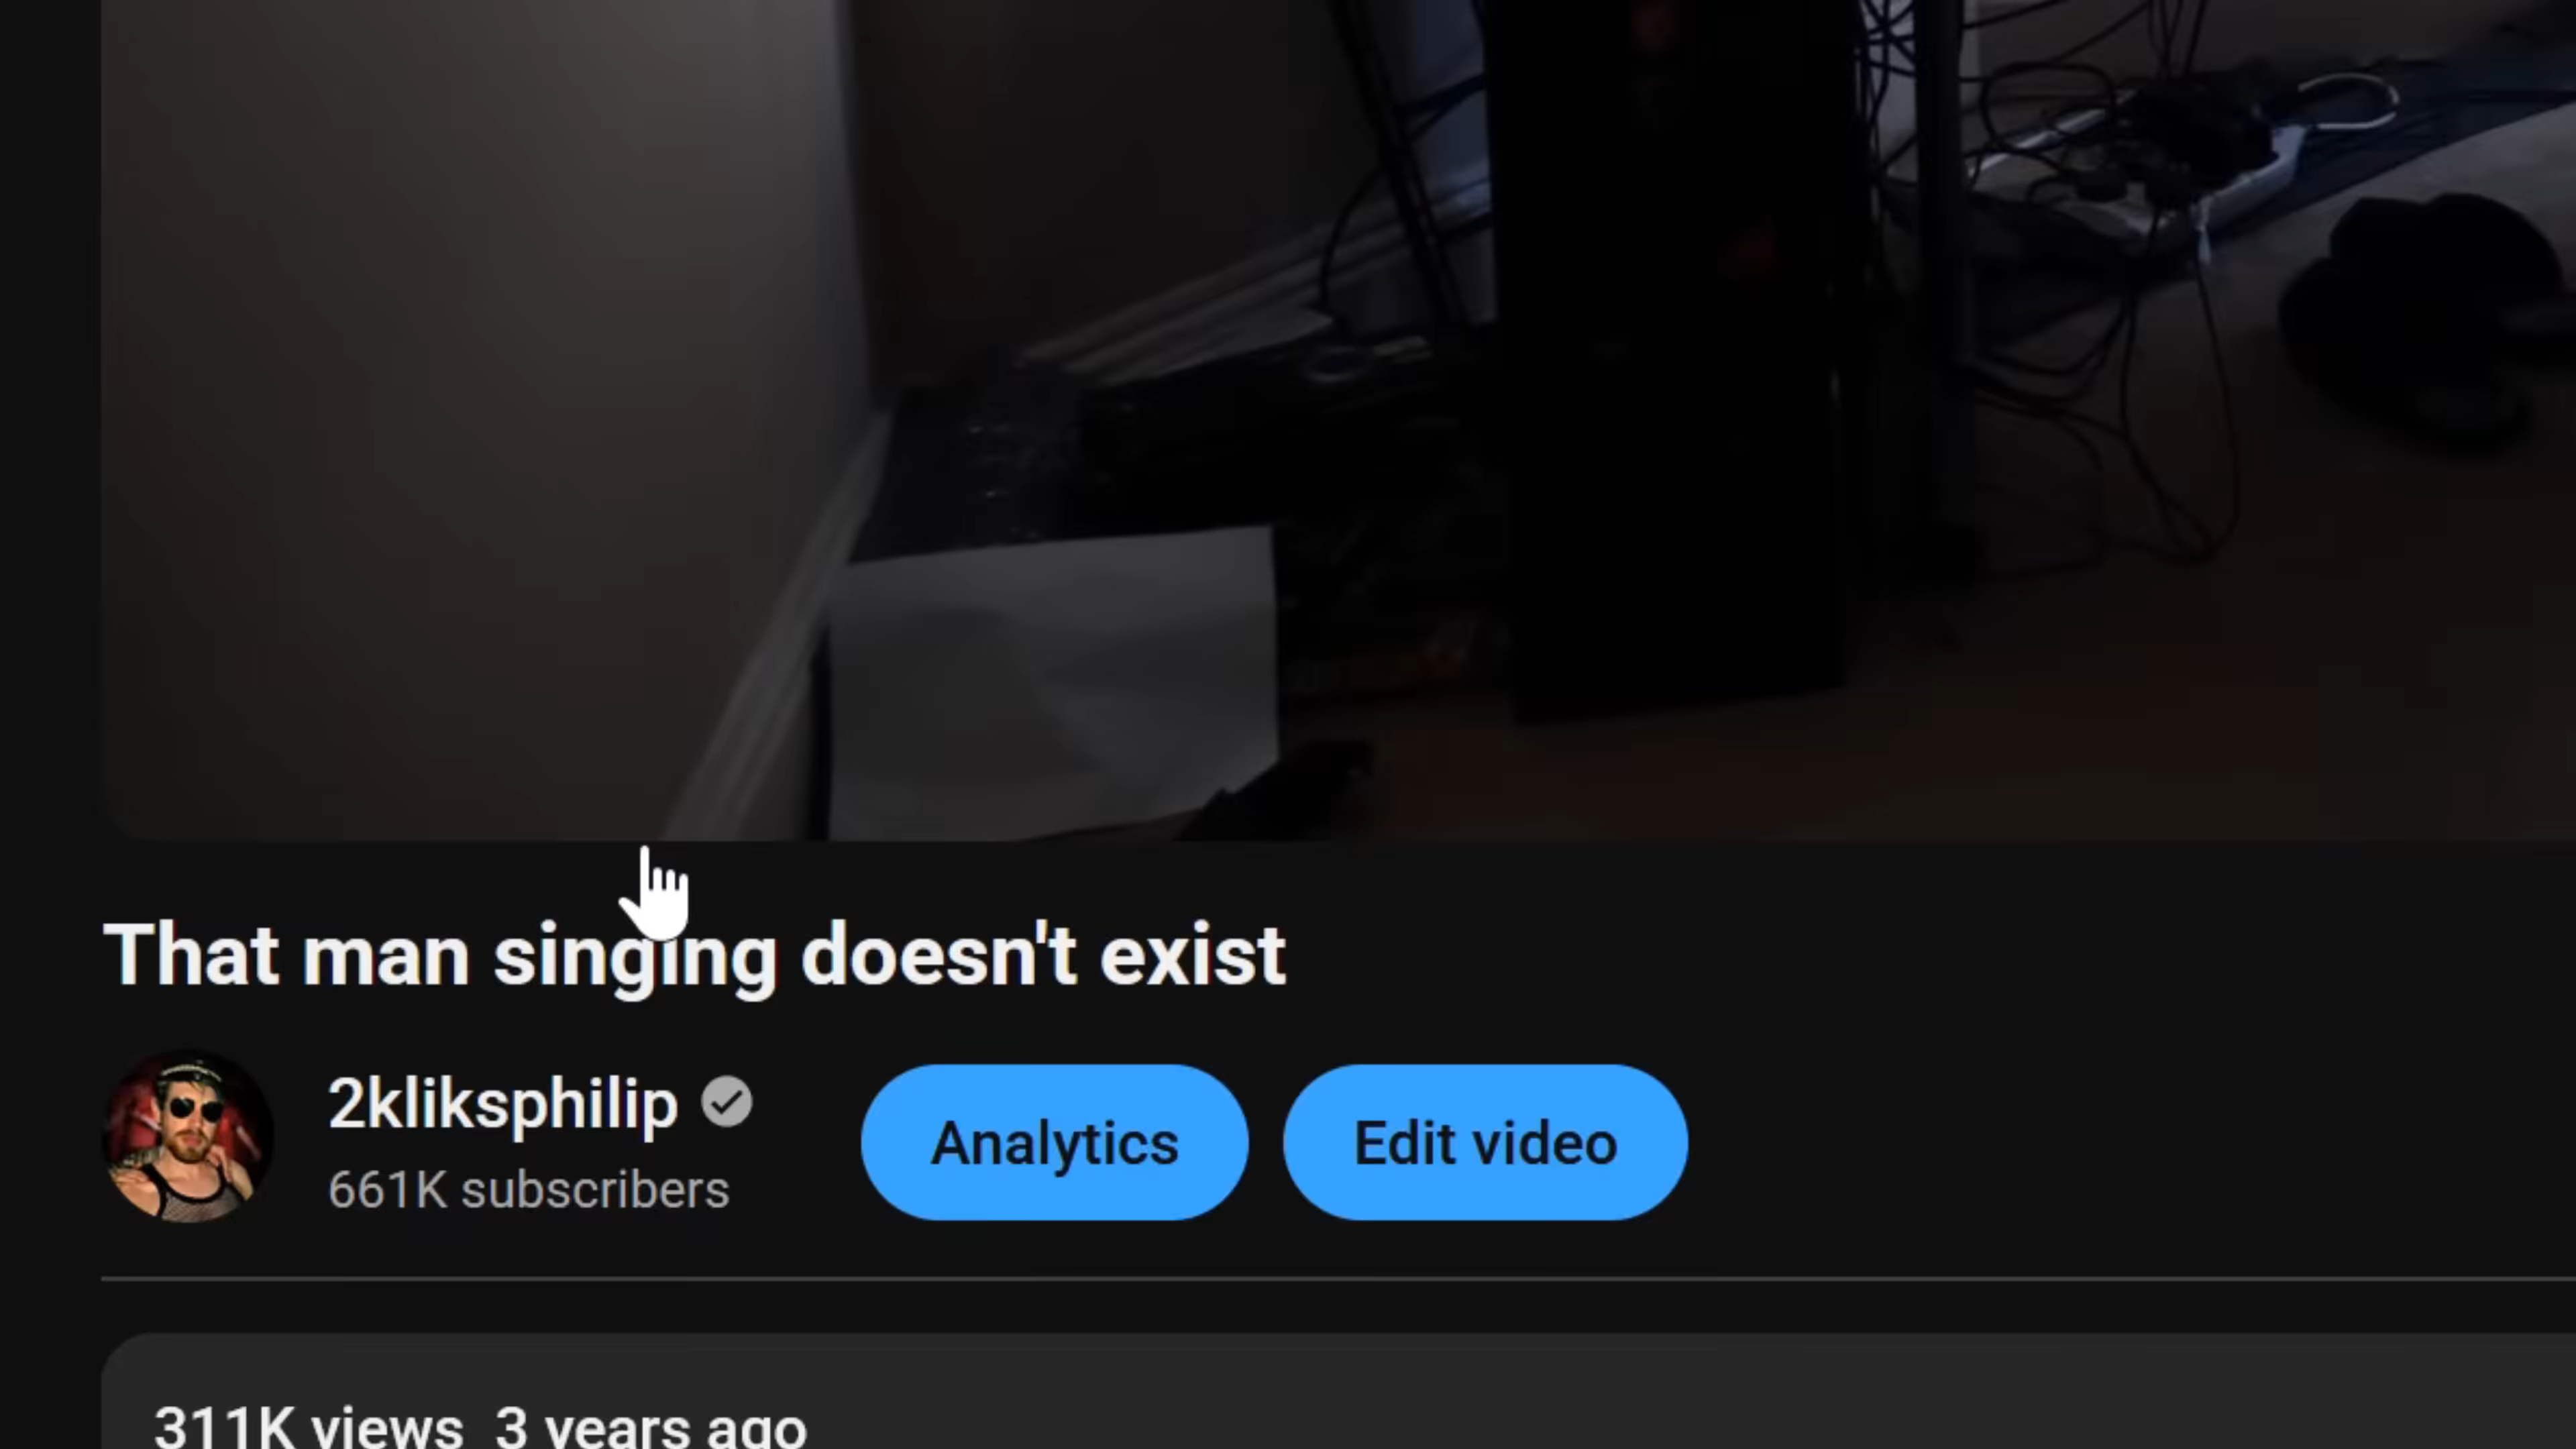 That man singing doesn't exist
2kliksphilip
661K subscribers
Analytics
Edit video
311K views 3 years ago